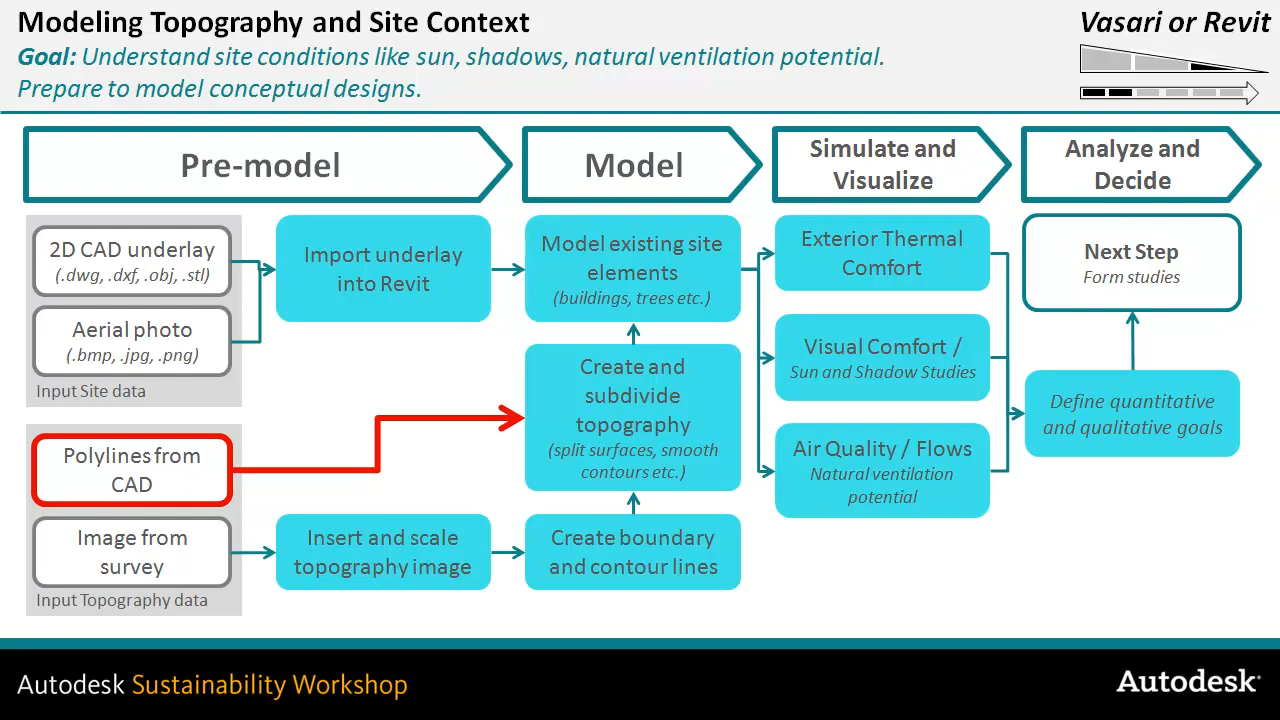 Modeling Topography and Site Context
Vasari or Revit
Goal: Understand site conditions like sun, shadows, natural ventilation potential.
Prepare to model conceptual designs.
Pre-model
Model
Simulate and
Visualize
Analyze and
Decide
2D CAD underlay
(.dwg, .dxf, .obj, .stl)
Aerial photo
(.bmp, .jpg, .png)
Input Site data
Polylines from
CAD
Image from
survey
Input Topography data
Import underlay
into Revit
Insert and scale
topography image
Model existing site
elements
(buildings, trees etc.)
Create and
subdivide
topography
(split surfaces, smooth
contours etc.)
Create boundary
and contour lines
Exterior Thermal
Comfort
Visual Comfort /
Sun and Shadow Studies
Air Quality / Flows
Natural ventilation
potential
Next Step
Form studies
Define quantitative
and qualitative goals
Autodesk Sustainability Workshop
Autodesk